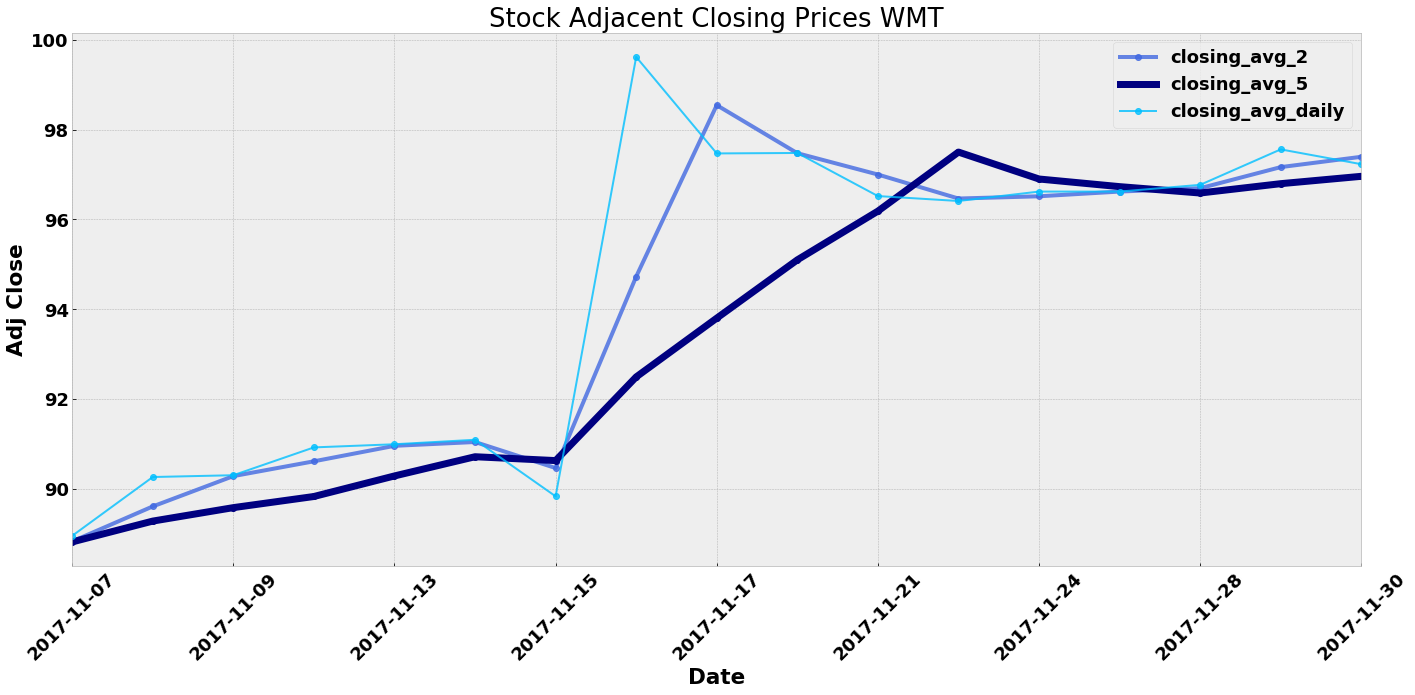 Stock Adjacent Closing Prices WMT
100
98
96
94
92
90
Adj Close
closing_avg_2
closing_avg_5
closing_avg_daily
2017-11-07
2017-11-09
2017-11-13
2017-11-15
2017-11-17
2017-11-21
2017-11-24
2017-11-28
2017-11-30
Date